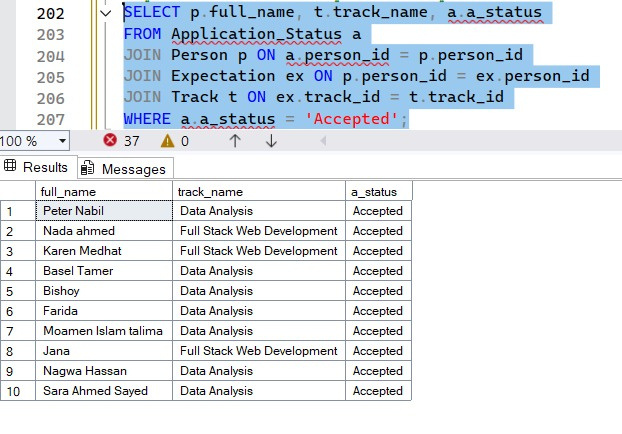 202 SELECT p.full_name, t.track_name, a.a_status
203 FROM Application_Status a
204 JOIN Person p ON a.person_id = p.person_id
205 JOIN Expectation ex ON p.person_id = ex.person_id
206 JOIN Track t ON ex.track_id = t.track_id
207 WHERE a.a_status = 'Accepted';
100 % 37 0
Results Messages
full_name track_name a_status
1 Peter Nabil Data Analysis Accepted
2 Nada ahmed Full Stack Web Development Accepted
3 Karen Medhat Full Stack Web Development Accepted
4 Basel Tamer Data Analysis Accepted
5 Bishoy Data Analysis Accepted
6 Farida Data Analysis Accepted
7 Moamen Islam talima Data Analysis Accepted
8 Jana Full Stack Web Development Accepted
9 Nagwa Hassan Data Analysis Accepted
10 Sara Ahmed Sayed Data Analysis Accepted